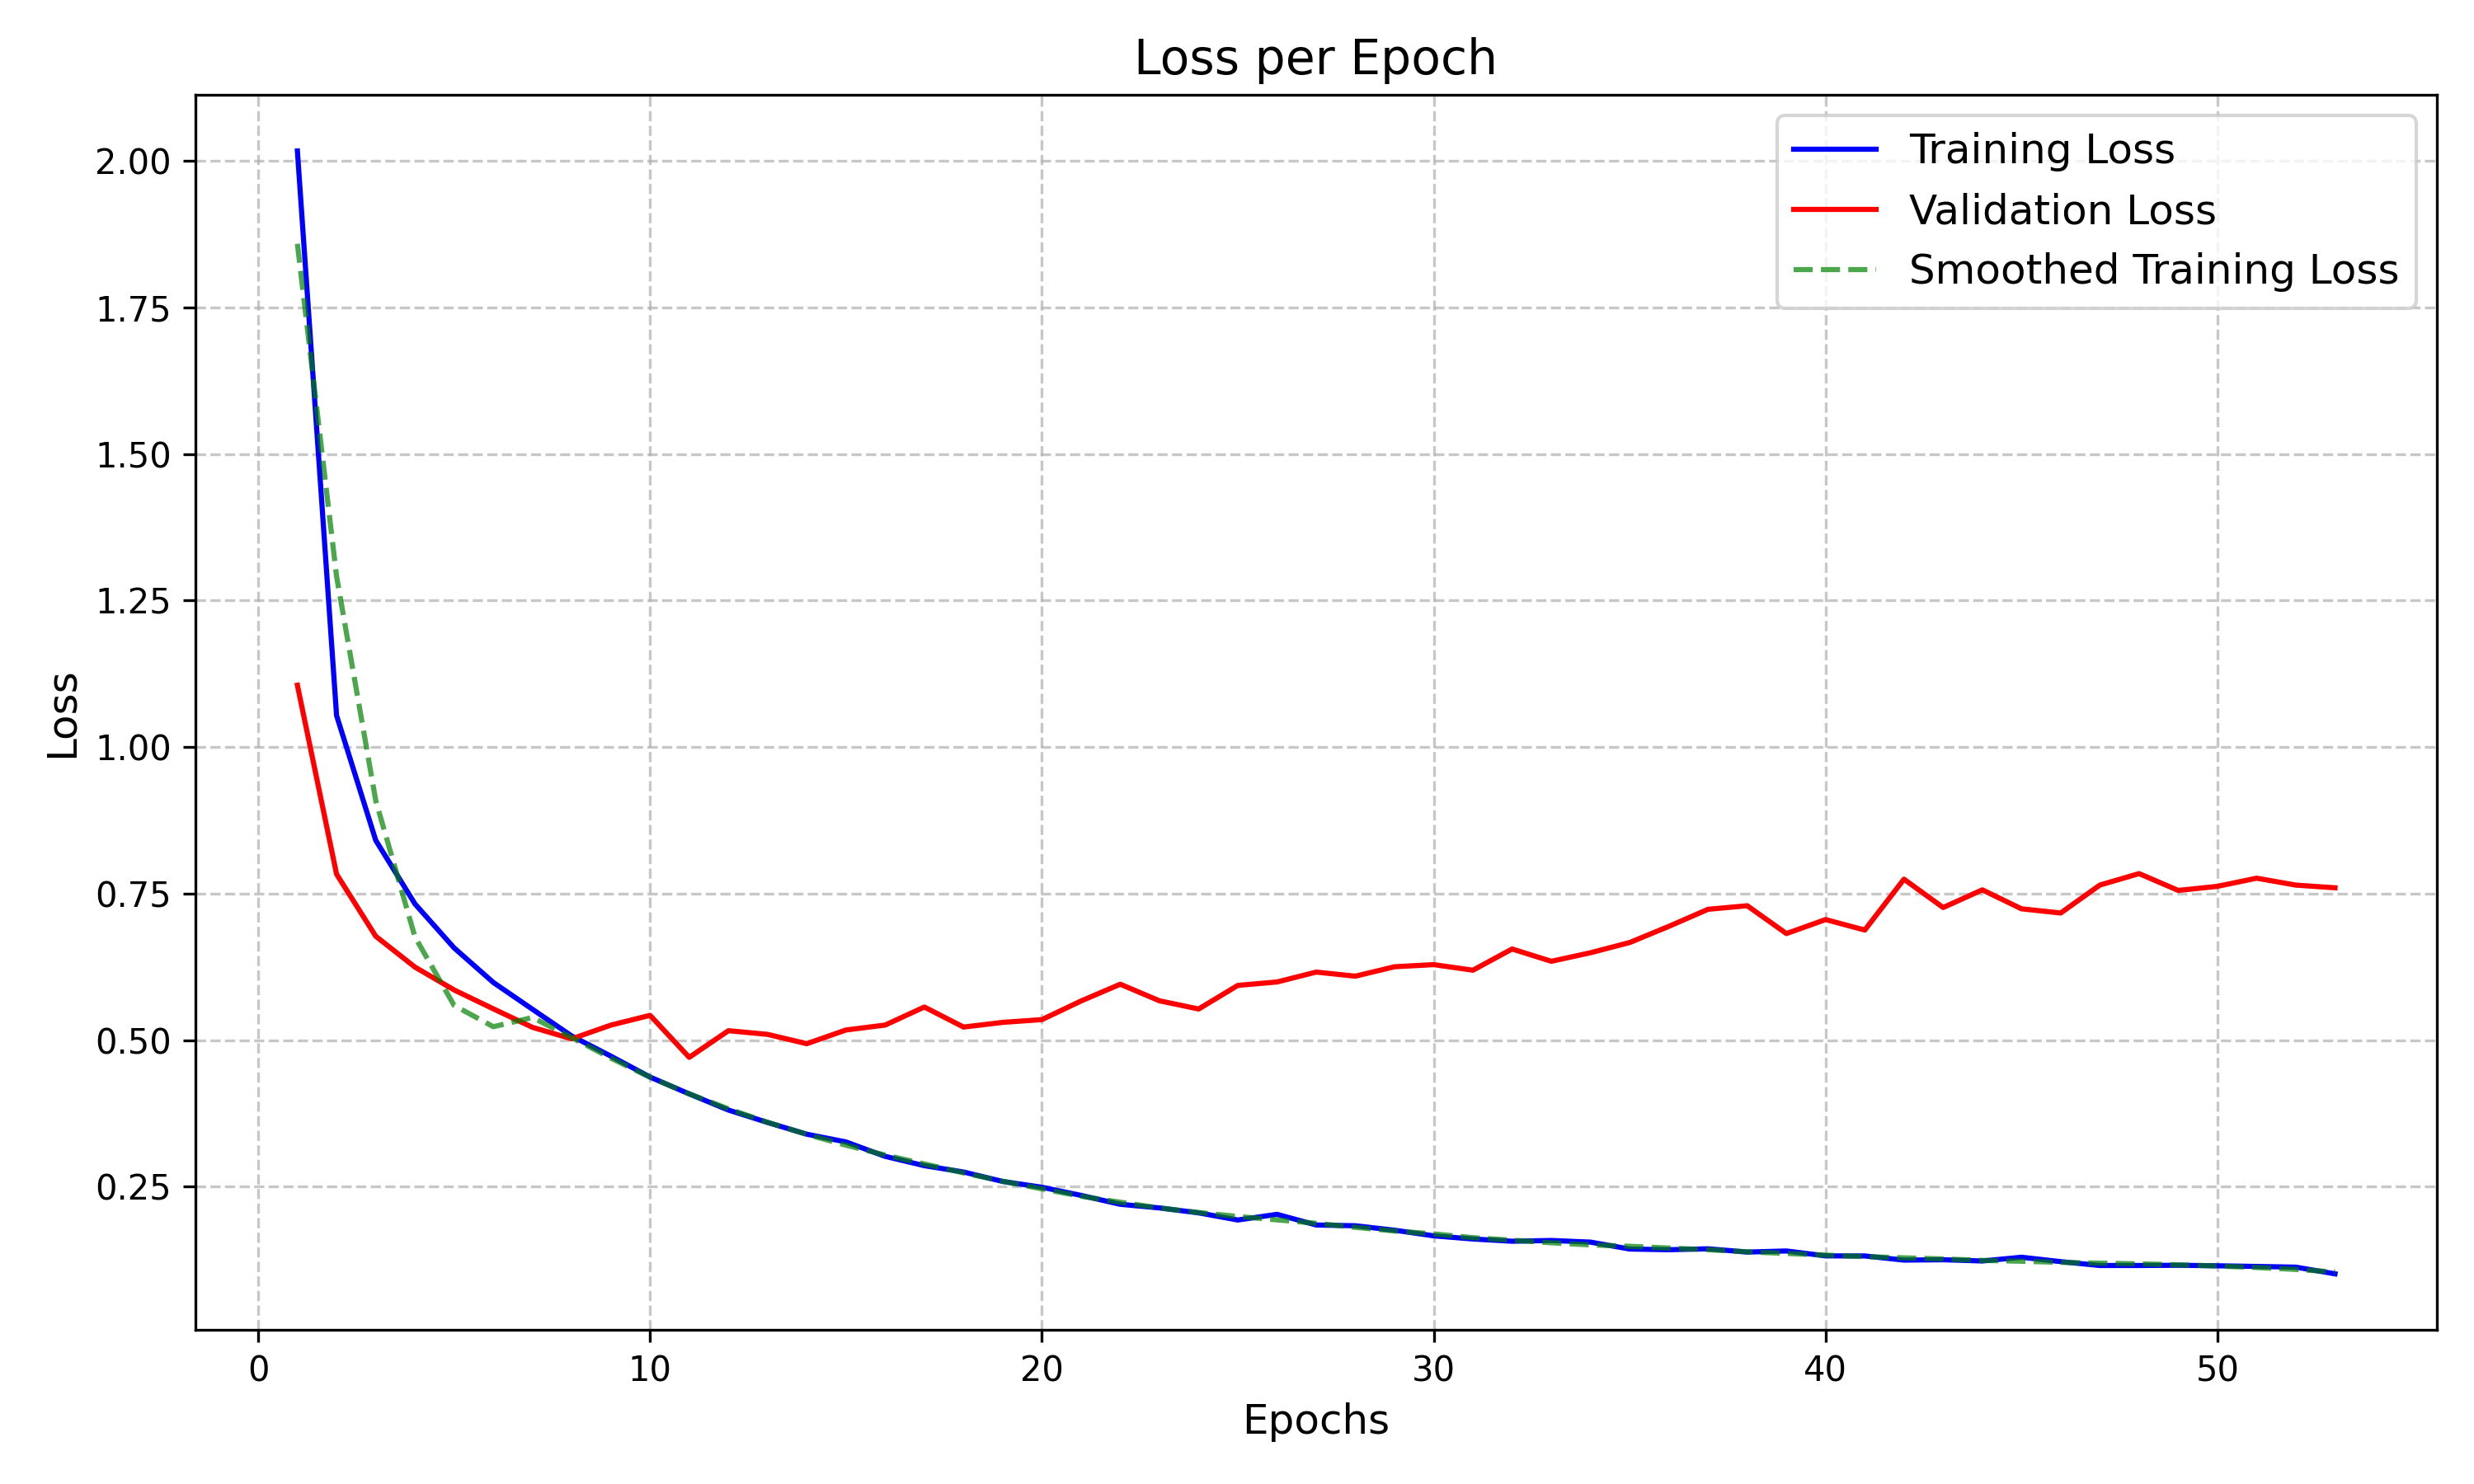 Loss per Epoch
Training Loss
Validation Loss
Smoothed Training Loss
2.00
1.75
1.50
1.25
1.00
0.75
0.50
0.25
Loss
0 10 20 30 40 50
Epochs